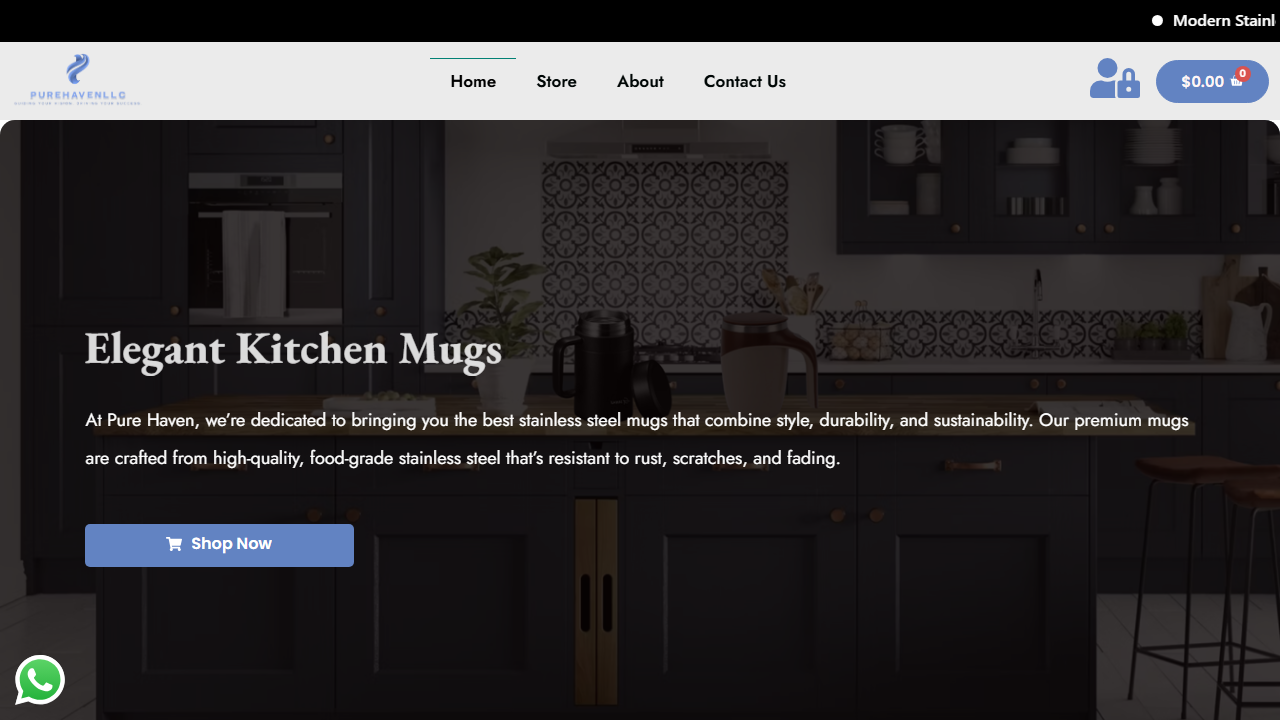 Modern Stainl
PUREHAVENLLC
Home
Store
About
Contact Us
$0.00
0
Elegant Kitchen Mugs
At Pure Haven, we're dedicated to bringing you the best stainless steel mugs that combine style, durability, and sustainability. Our premium mugs
are crafted from high-quality, food-grade stainless steel that's resistant to rust, scratches, and fading.
Shop Now